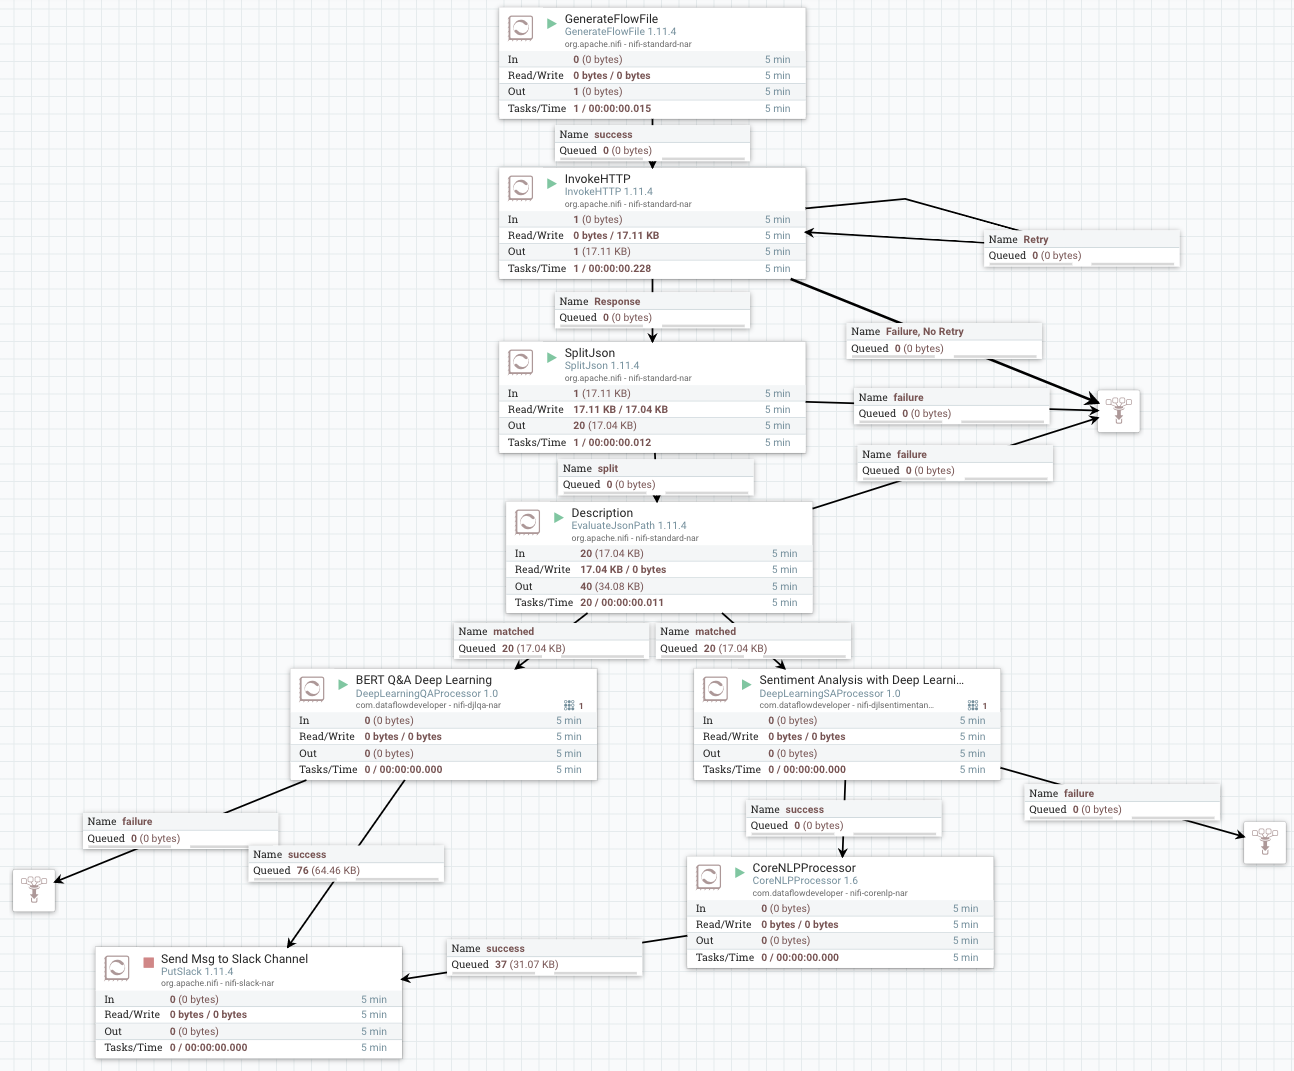 GenerateFlowFile
GenerateFlowFile 1.11.4
org.apache.nifi - nifi-standard-nar
In 0 (0 bytes) 5 min
Read/Write 0 bytes / 0 bytes 5 min
Out 1 (0 bytes) 5 min
Tasks/Time 1 / 00:00:00.015 5 min
Name success
Queued 0 (0 bytes)
InvokeHTTP
InvokeHTTP 1.11.4
org.apache.nifi - nifi-standard-nar
In 1 (0 bytes) 5 min
Read/Write 0 bytes / 17.11 KB 5 min
Out 1 (17.11 KB) 5 min
Tasks/Time 1 / 00:00:00.228 5 min
Name Retry
Queued 0 (0 bytes)
Name Response
Queued 0 (0 bytes)
Name Failure, No Retry
Queued 0 (0 bytes)
SplitJson
SplitJson 1.11.4
org.apache.nifi - nifi-standard-nar
In 1 (17.11 KB) 5 min
Read/Write 17.11 KB / 17.04 KB 5 min
Out 20 (17.04 KB) 5 min
Tasks/Time 1 / 00:00:00.012 5 min
Name failure
Queued 0 (0 bytes)
Name failure
Queued 0 (0 bytes)
Name split
Queued 0 (0 bytes)
Description
EvaluateJsonPath 1.11.4
org.apache.nifi - nifi-standard-nar
In 20 (17.04 KB) 5 min
Read/Write 17.04 KB / 0 bytes 5 min
Out 40 (34.08 KB) 5 min
Tasks/Time 20 / 00:00:00.011 5 min
Name matched
Queued 20 (17.04 KB)
Name matched
Queued 20 (17.04 KB)
BERT Q&A Deep Learning
DeepLearningQAProcessor 1.0
com.dataflowdeveloper - nifi-djlqa-nar
1
In 0 (0 bytes) 5 min
Read/Write 0 bytes / 0 bytes 5 min
Out 0 (0 bytes) 5 min
Tasks/Time 0 / 00:00:00.000 5 min
Sentiment Analysis with Deep Learni...
DeepLearningSAProcessor 1.0
com.dataflowdeveloper - nifi-djlsentimentan...
1
In 0 (0 bytes) 5 min
Read/Write 0 bytes / 0 bytes 5 min
Out 0 (0 bytes) 5 min
Tasks/Time 0 / 00:00:00.000 5 min
Name failure
Queued 0 (0 bytes)
Name success
Queued 0 (0 bytes)
Name failure
Queued 0 (0 bytes)
Name success
Queued 76 (64.46 KB)
CoreNLPProcessor
CoreNLPProcessor 1.6
com.dataflowdeveloper - nifi-corenlp-nar
In 0 (0 bytes) 5 min
Read/Write 0 bytes / 0 bytes 5 min
Out 0 (0 bytes) 5 min
Tasks/Time 0 / 00:00:00.000 5 min
Name success
Queued 37 (31.07 KB)
Send Msg to Slack Channel
PutSlack 1.11.4
org.apache.nifi - nifi-slack-nar
In 0 (0 bytes) 5 min
Read/Write 0 bytes / 0 bytes 5 min
Out 0 (0 bytes) 5 min
Tasks/Time 0 / 00:00:00.000 5 min